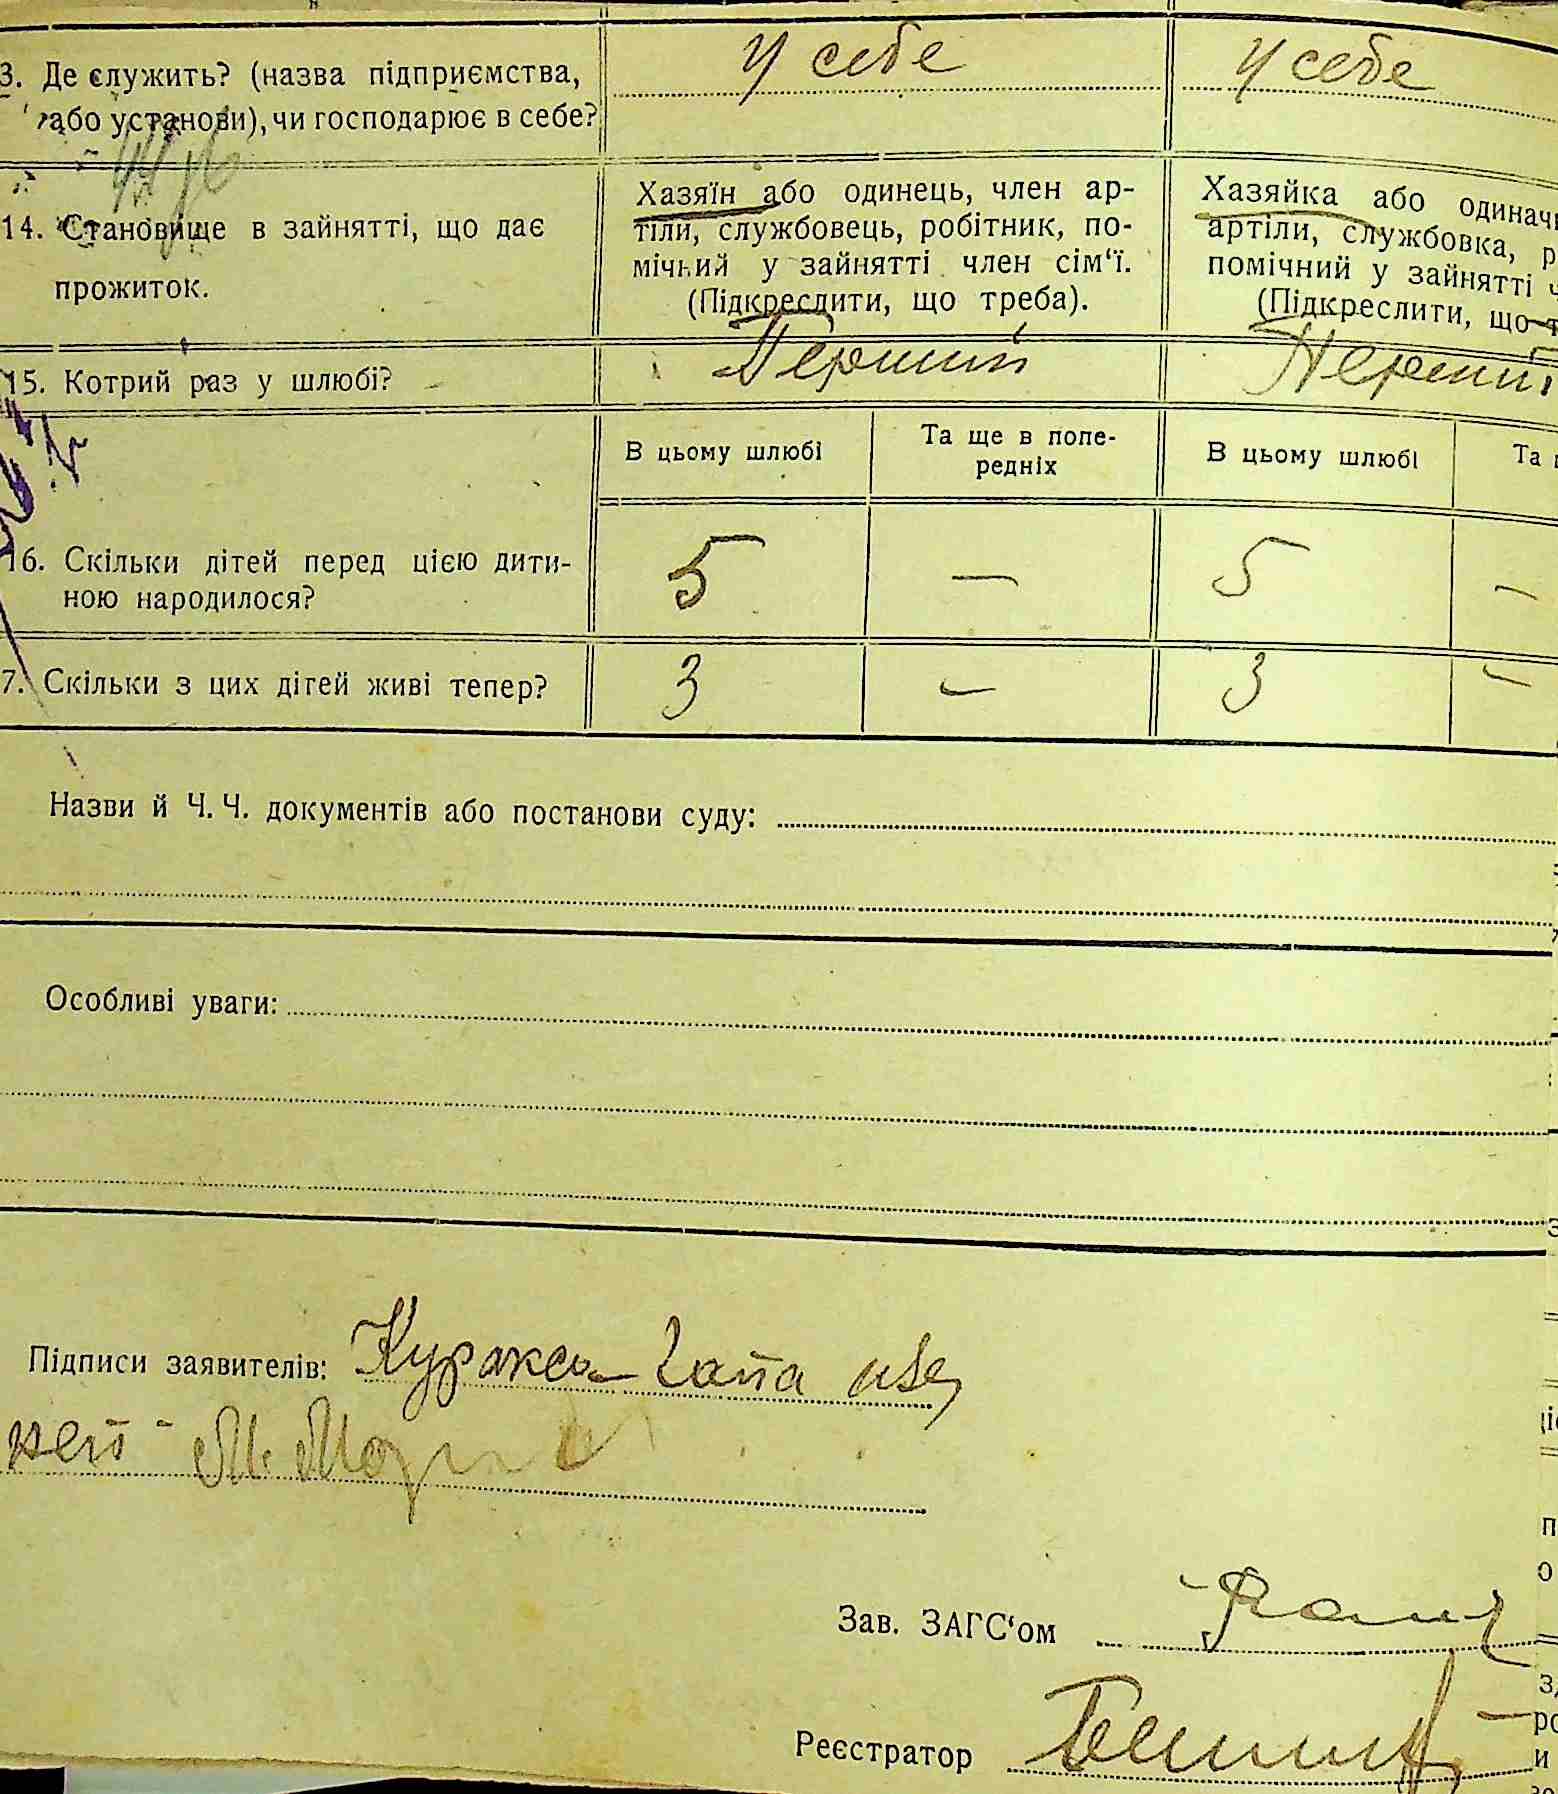 3. Де служить? (назва підприємства, або установи), чи господарює в себе?
У себе
У себе
14. Становище в зайнятті, що дає прожиток.
Хазяїн або одинець, член ар-
тіли, службовець, робітник, по-
мічний у зайнятті член сім‘ї.
(Підкреслити, що треба).
Хазяйка або одинач
артіли, службовка, р
помічний у зайнятті ч
(Підкреслити, що т
15. Котрий раз у шлюбі?
Перший
Перший
В цьому шлюбі
Та ще в попе-
редніх
В цьому шлюбі
Та
16. Скільки дітей перед цією дити-
ною народилося?
5 — 5 —
7. Скільки з цих дітей живі тепер?
3 — 3 —
Назви й Ч. Ч. документів або постанови суду:
Особливі уваги:
Підписи заявителів:
неї
Зав. ЗАГС‘ом
Реєстратор